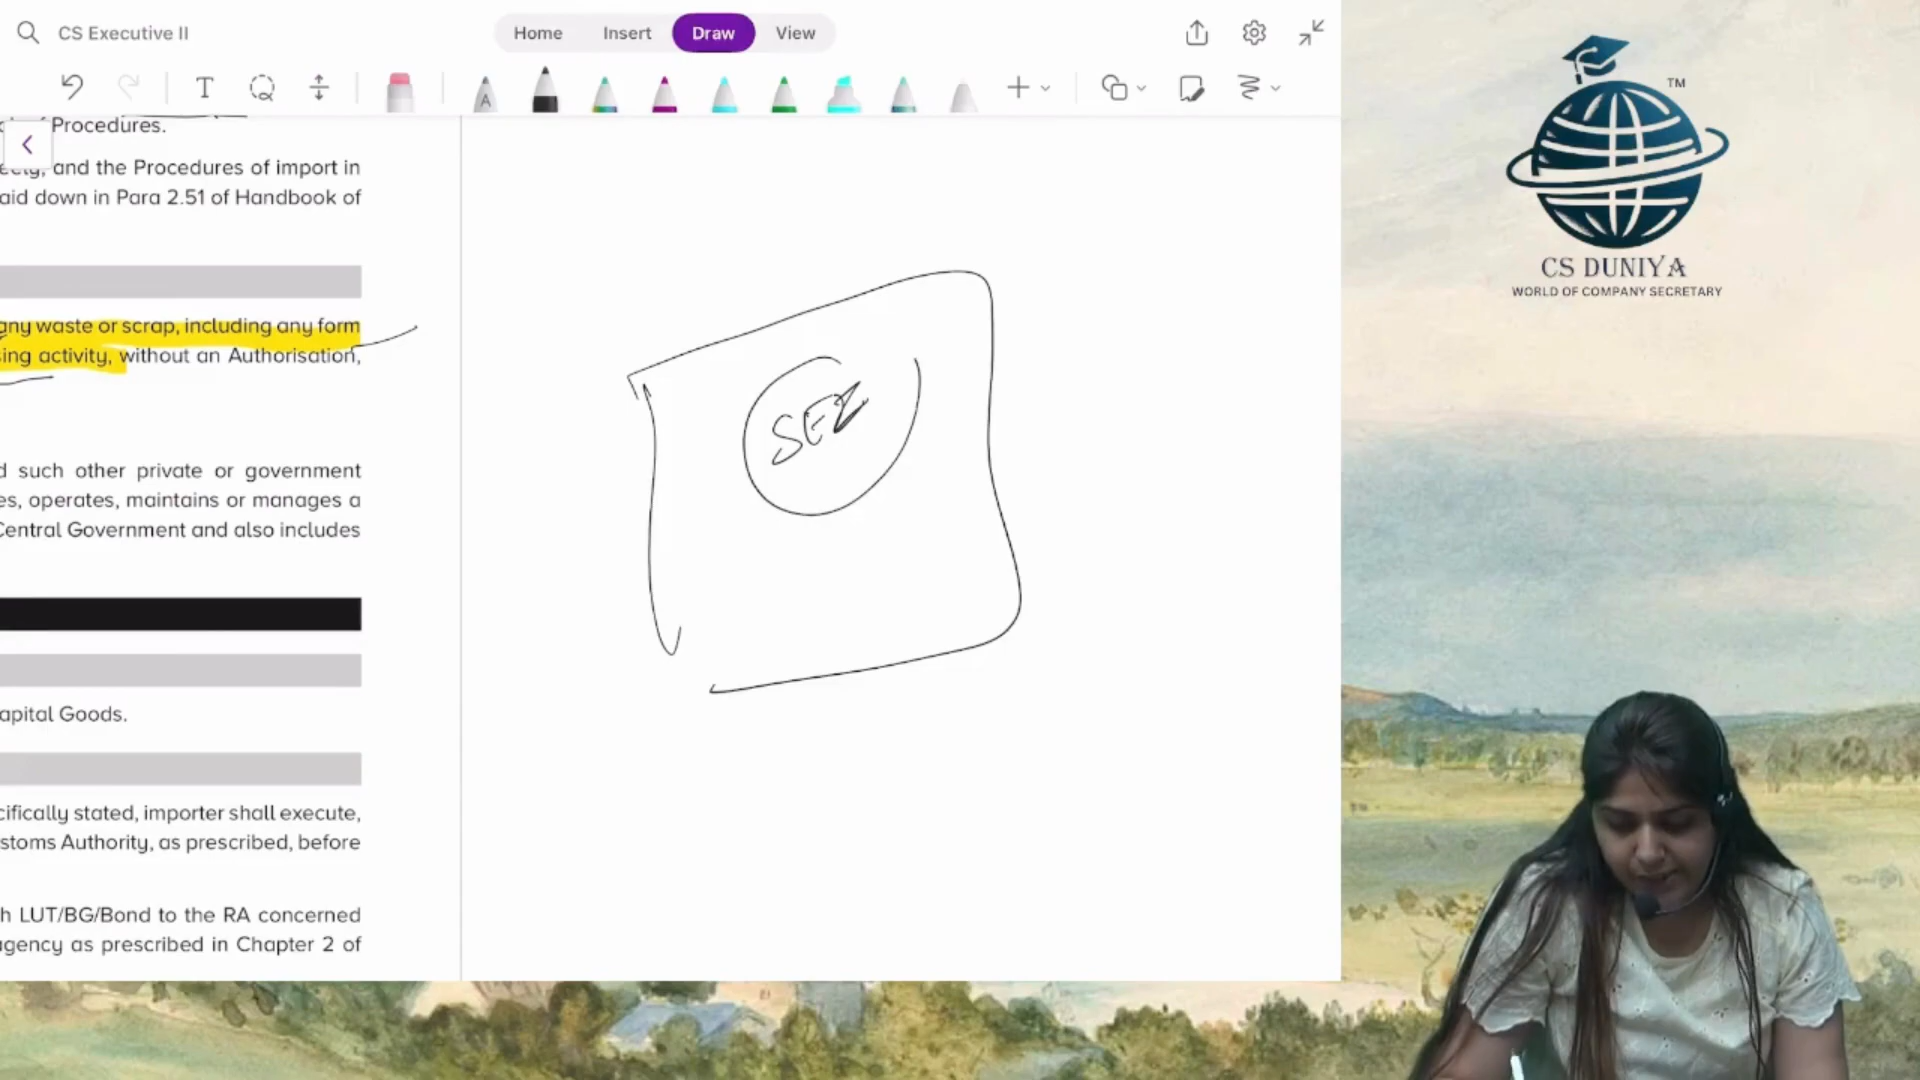 CS Executive II
Home Insert Draw View
Procedures.
and the Procedures of import in
aid down in Para 2.51 of Handbook of
any waste or scrap, including any form
sing activity, without an Authorisation,
d such other private or government
es, operates, maintains or manages a
Central Government and also includes
apital Goods.
cifically stated, importer shall execute,
stoms Authority, as prescribed, before
h LUT/BG/Bond to the RA concerned
agency as prescribed in Chapter 2 of
SEZ
A
TM
CS DUNIYA
WORLD OF COMPANY SECRETARY